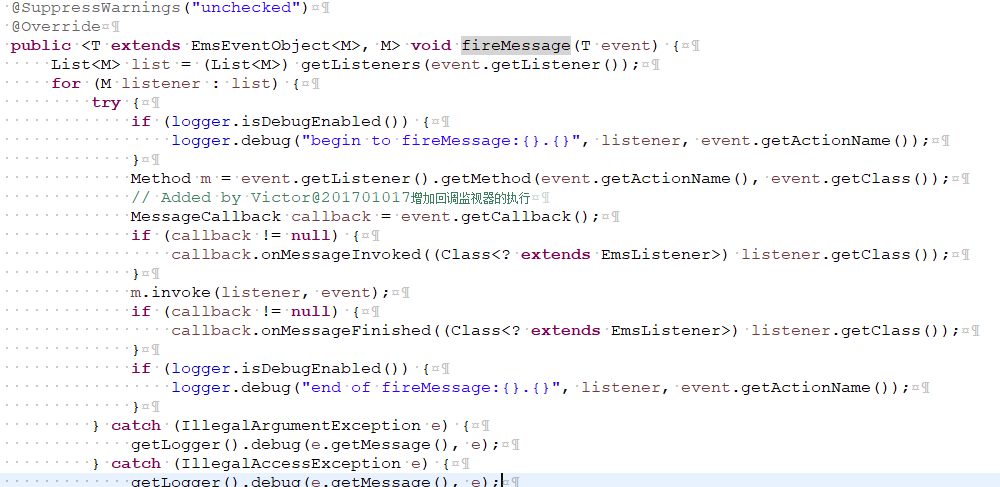 @SuppressWarnings("unchecked")
@Override
public <T extends EmsEventObject<M>, M> void fireMessage(T event) {
List<M> list = (List<M>) getListeners(event.getListener());
for (M listener : list) {
try {
if (logger.isDebugEnabled()) {
logger.debug("begin to fireMessage:{}.{}", listener, event.getActionName());
}
Method m = event.getListener().getMethod(event.getActionName(), event.getClass());
// Added by Victor@201701017增加回调监视器的执行
MessageCallback callback = event.getCallback();
if (callback != null) {
callback.onMessageInvoked((Class<? extends EmsListener>) listener.getClass());
}
m.invoke(listener, event);
if (callback != null) {
callback.onMessageFinished((Class<? extends EmsListener>) listener.getClass());
}
if (logger.isDebugEnabled()) {
logger.debug("end of fireMessage:{}.{}", listener, event.getActionName());
}
} catch (IllegalArgumentException e) {
getLogger().debug(e.getMessage(), e);
} catch (IllegalAccessException e) {
getLogger().debug(e.getMessage(), e);